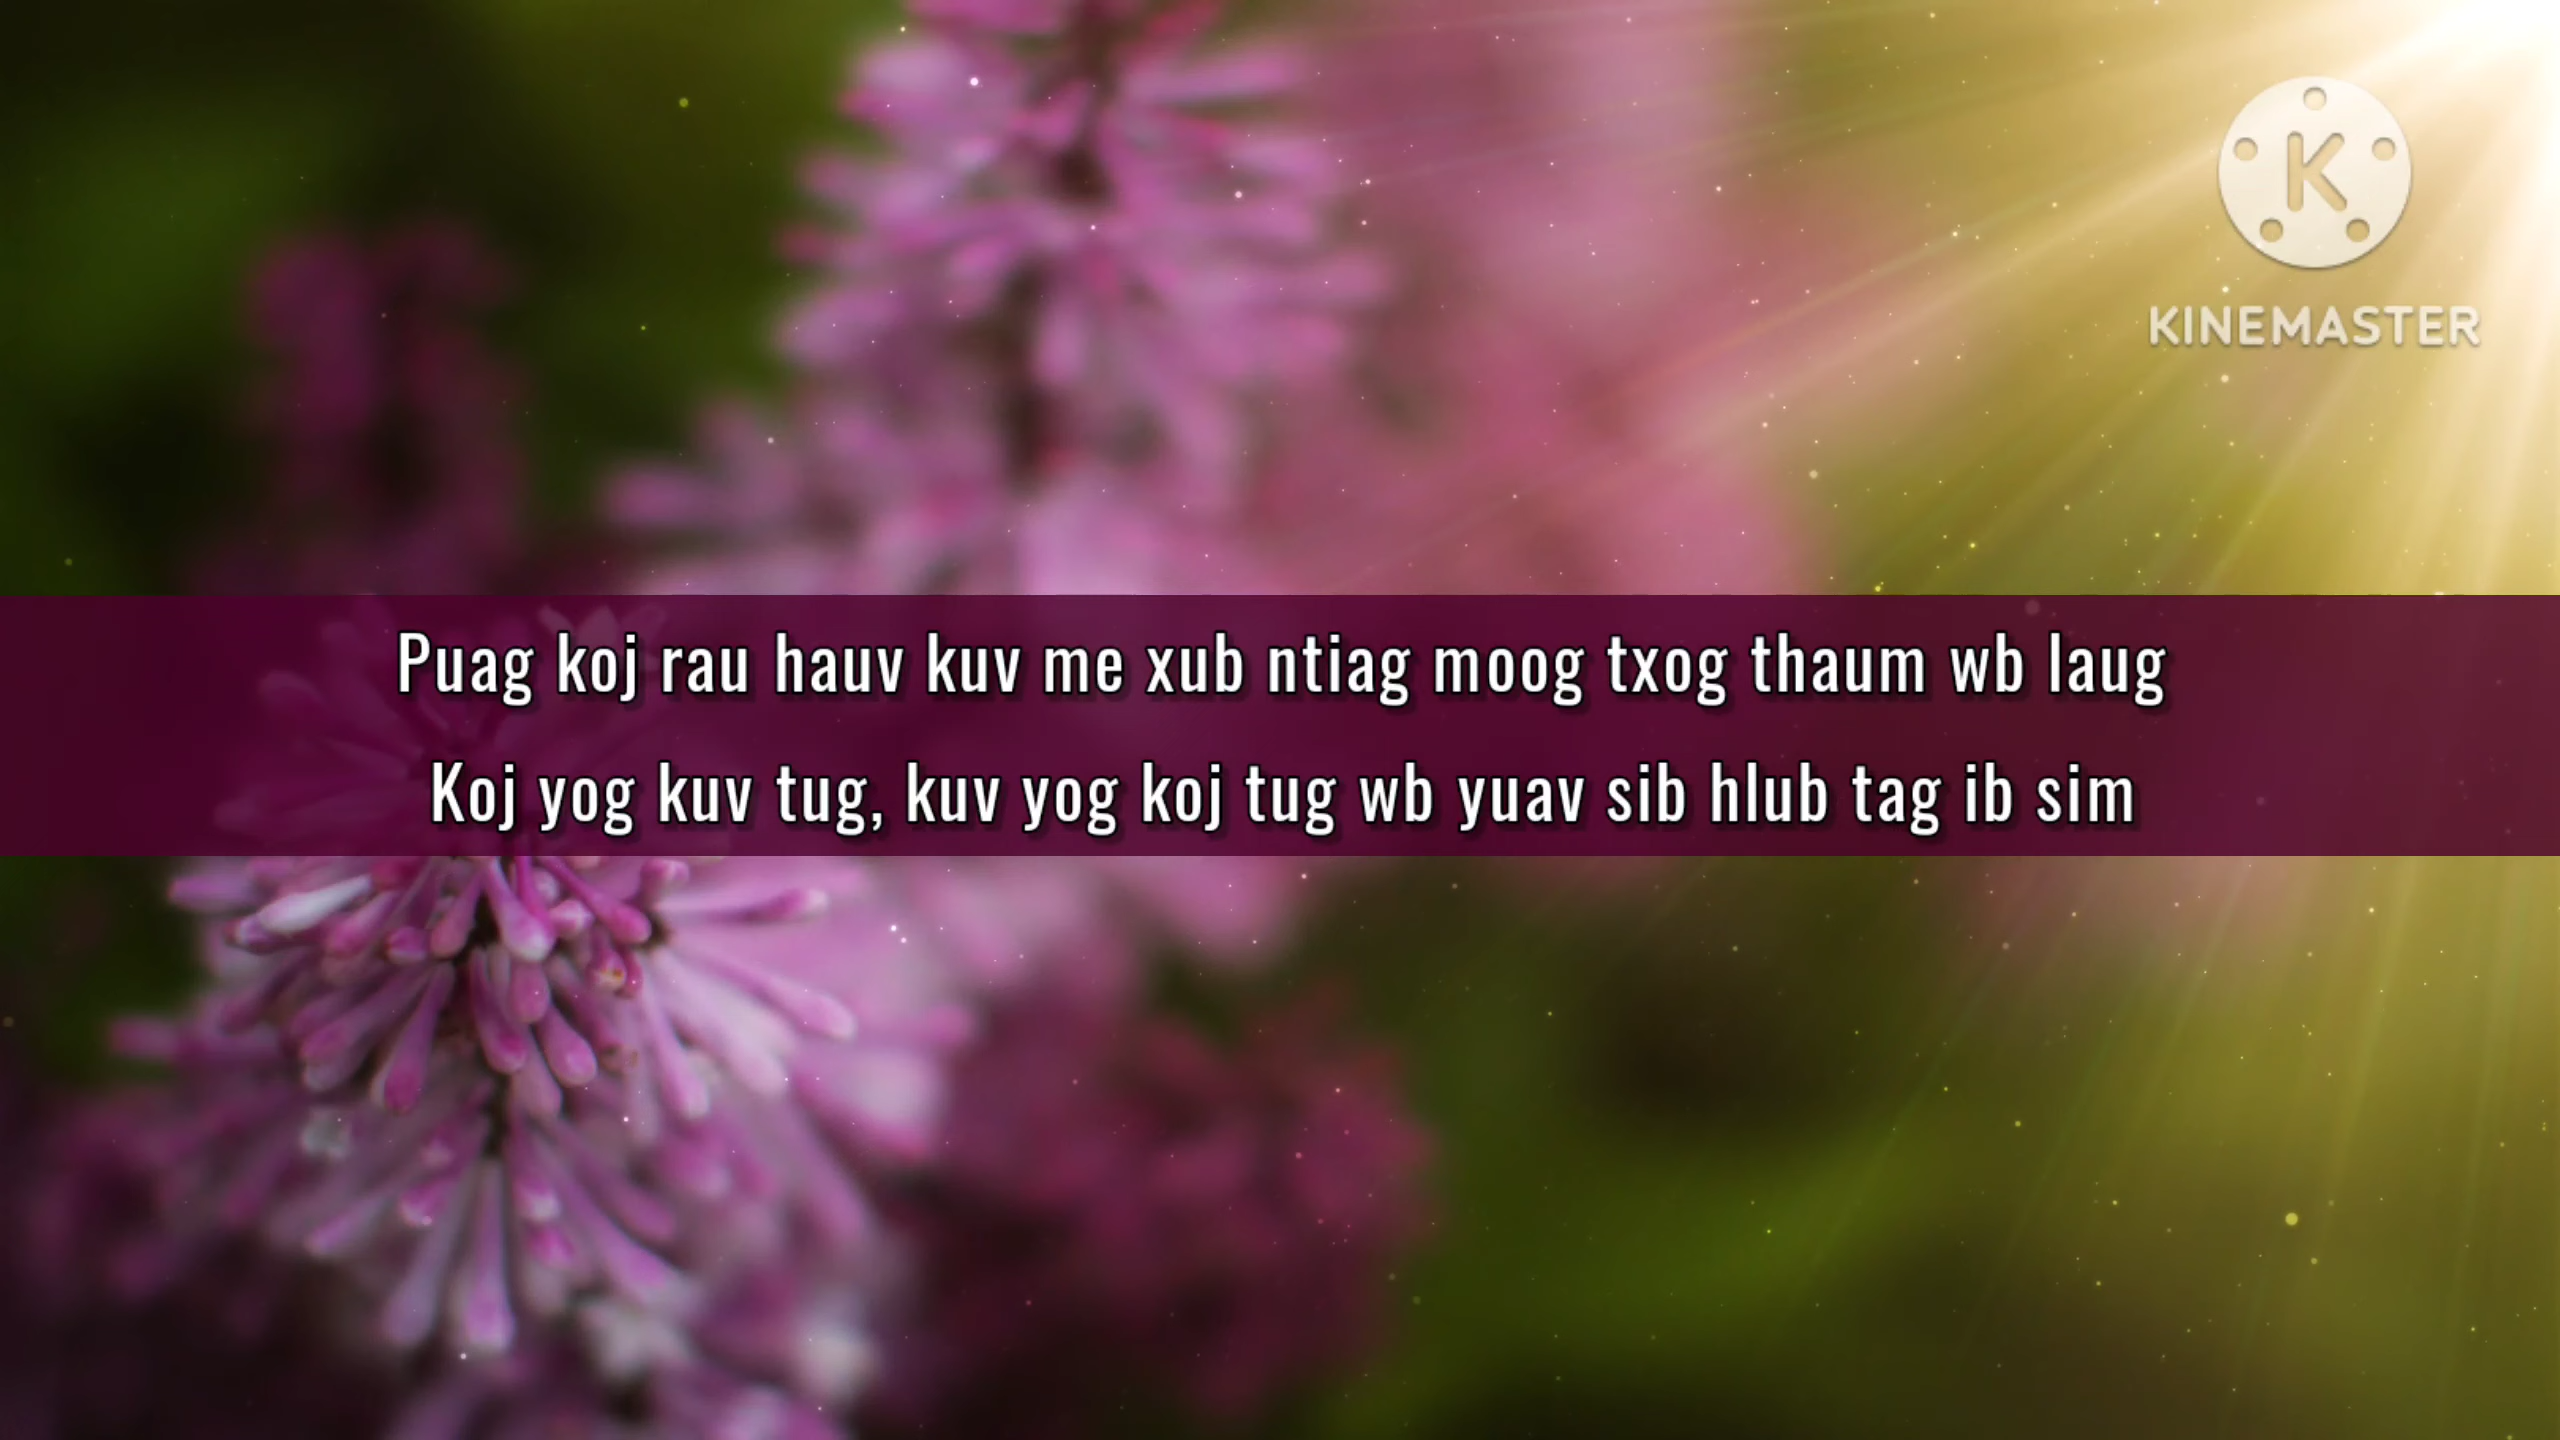 KINEMASTER
Puag koj rau hauv kuv me xub ntiag moog txog thaum wb laug
Koj yog kuv tug, kuv yog koj tug wb yuav sib hlub tag ib sim